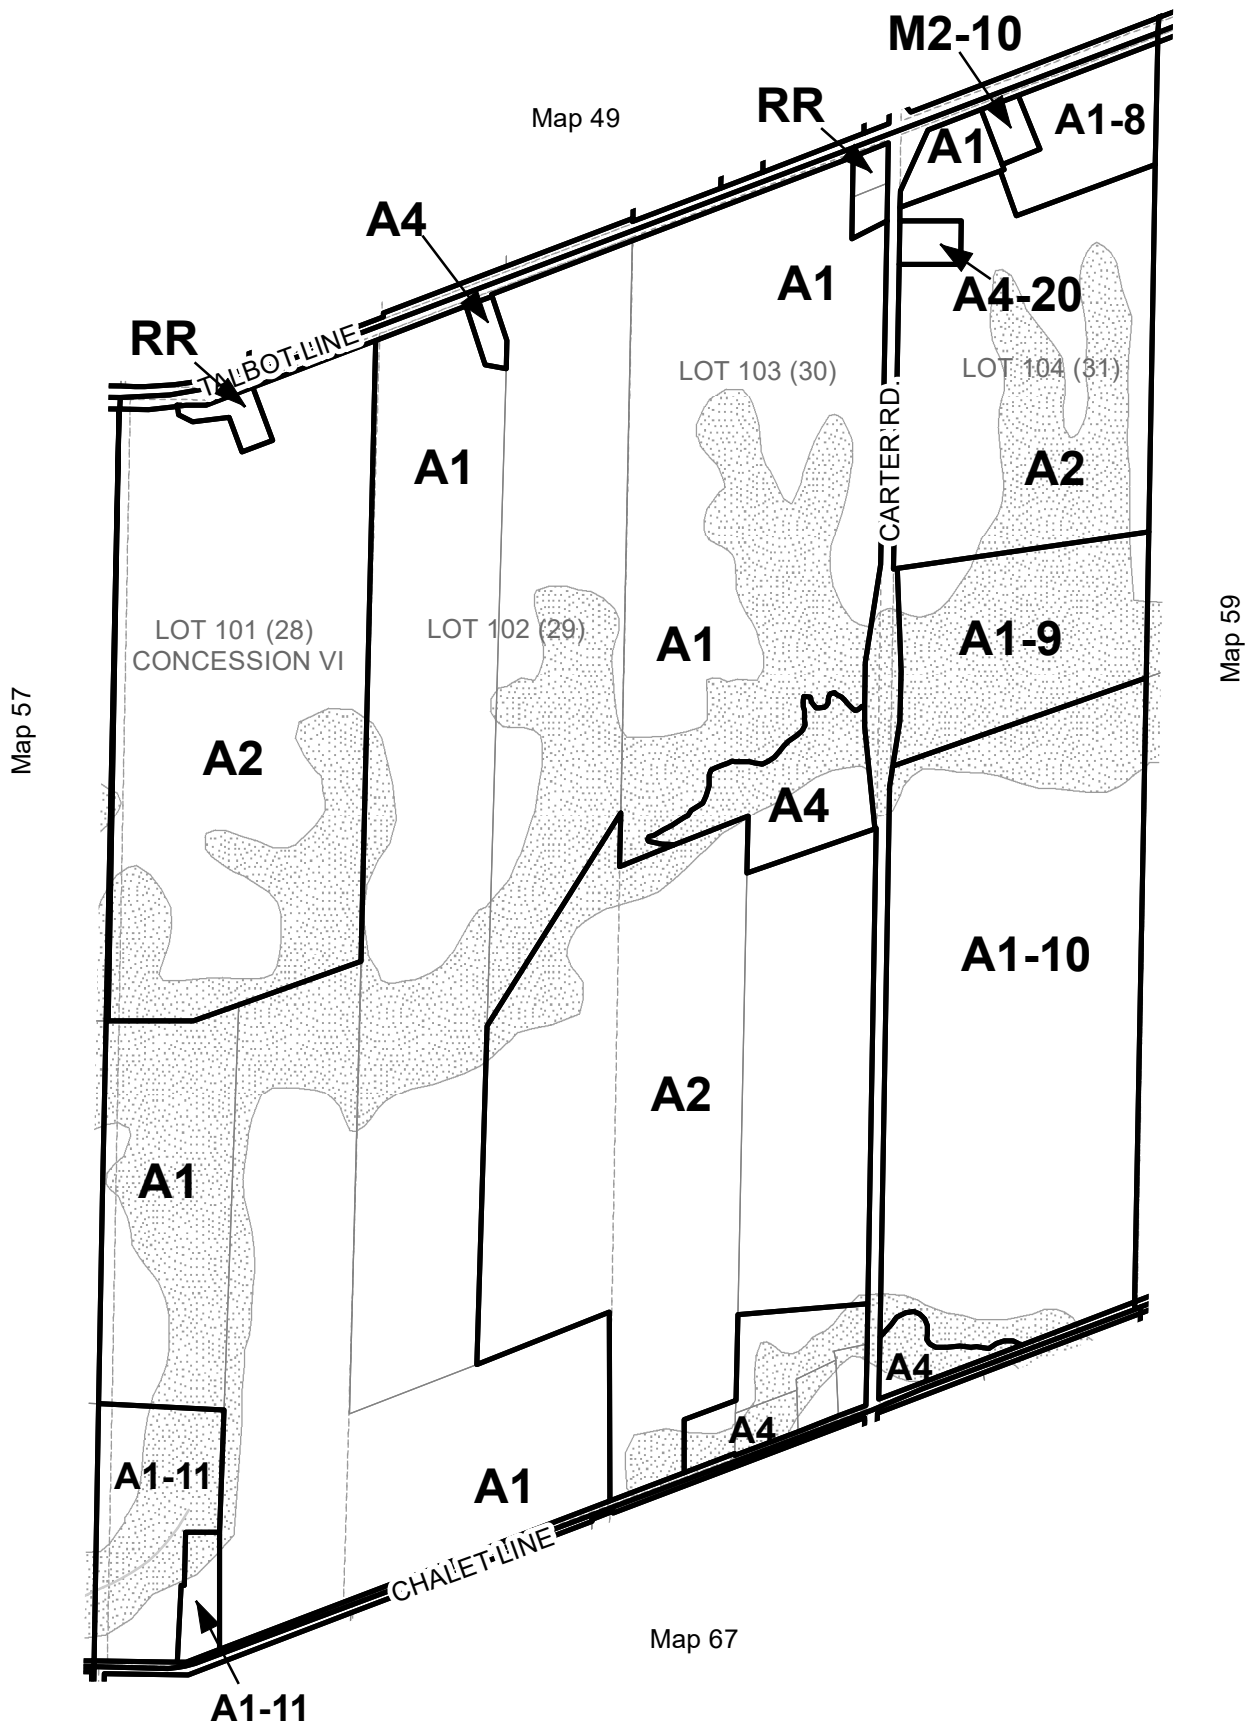 M2-10
Map 49
RR
A1-8
A1
A4
A4-20
A1
RR
TALBOT LINE
LOT 103 (30)
LOT 104 (31)
CARTER RD.
A1
A2
LOT 101 (28)
CONCESSION VI
LOT 102 (29)
A1
A1-9
Map 59
Map 57
A2
A4
A1-10
A2
A1
A4
A4
A1-11
A1
CHALET LINE
Map 67
A1-11